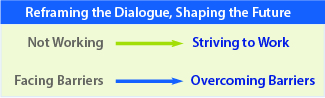 Reframing the Dialogue, Shaping the Future
Not Working Striving to Work
Facing Barriers Overcoming Barriers